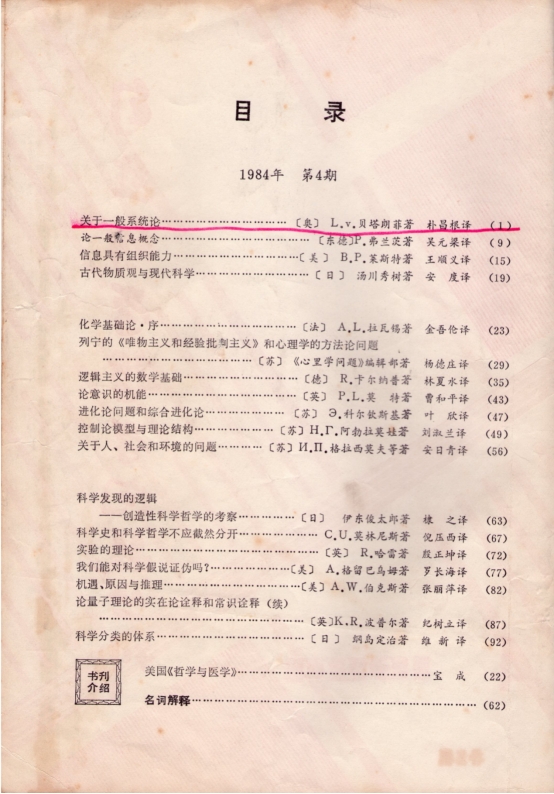 目 录
1984年 第4期
关于一般系统论……………………………〔奥〕 L.v.贝塔朗菲著 朴昌根译 (1)
论一般信息概念……………………………〔东德〕P.弗兰茨著 吴元梁译 (9)
信息具有组织能力…………………………〔美〕 B.P.莱斯特著 王顺义译 (15)
古代物质观与现代科学……………………〔日〕 汤川秀树著 安 度译 (19)
化学基础论·序……………………………〔法〕 A.L.拉瓦锡著 金吾伦译 (23)
列宁的《唯物主义和经验批判主义》和心理学的方法论问题
……………………………〔苏〕 《心里学问题》编辑部著 杨德庄译 (29)
逻辑主义的数学基础………………………〔德〕 R.卡尔纳普著 林夏水译 (35)
论意识的机能………………………………〔英〕 P.L.莫 特著 曹和平译 (43)
进化论问题和综合进化论…………………〔苏〕 Э.科尔钦斯基著 叶 欣译 (47)
控制论模型与理论结构……………〔苏〕Н.Г.阿勃拉莫娃著 刘淑兰译 (49)
关于人、社会和环境的问题…………〔苏〕И.П.格拉西莫夫等著 安日青译 (56)
科学发现的逻辑
——创造性科学哲学的考察…………〔日〕 伊东俊太郎著 棣 之译 (63)
科学史和科学哲学不应截然分开…………… C.U.莫林尼斯著 倪压西译 (67)
实验的理论…………………………………〔英〕 R.哈雷著 殷正坤译 (72)
我们能对科学假说证伪吗?………………〔美〕 A.格留巴乌姆著 罗长海译 (77)
机遇、原因与推理…………………………〔美〕A.W.伯克斯著 张丽萍译 (82)
论量子理论的实在论诠释和常识诠释(续)
……………………………〔英〕K.R.波普尔著 纪树立译 (87)
科学分类的体系……………………………〔日〕 纲岛定治著 维 新译 (92)
书刊
介绍
美国《哲学与医学》……………………………宝 成 (22)
名词解释…………………………………………………… (62)